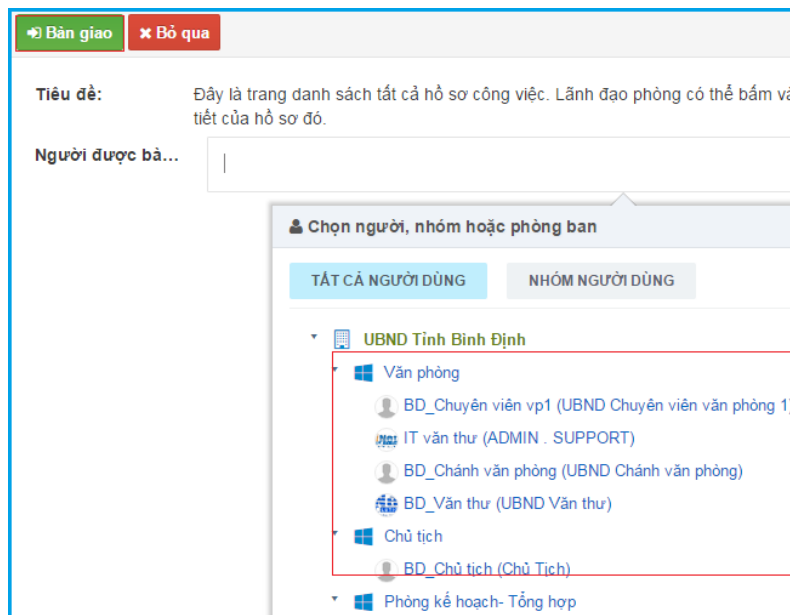 Bàn giao Bỏ qua
Tiêu đề: Đây là trang danh sách tất cả hồ sơ công việc. Lãnh đạo phòng có thể bấm và
tiết của hồ sơ đó.
Người được bà...
Chọn người, nhóm hoặc phòng ban
TẤT CẢ NGƯỜI DÙNG NHÓM NGƯỜI DÙNG
UBND Tỉnh Bình Định
Văn phòng
BD_Chuyên viên vp1 (UBND Chuyên viên văn phòng 1)
IT văn thư (ADMIN . SUPPORT)
BD_Chánh văn phòng (UBND Chánh văn phòng)
BD_Văn thư (UBND Văn thư)
Chủ tịch
BD_Chủ tịch (Chủ Tịch)
Phòng kế hoạch- Tổng hợp